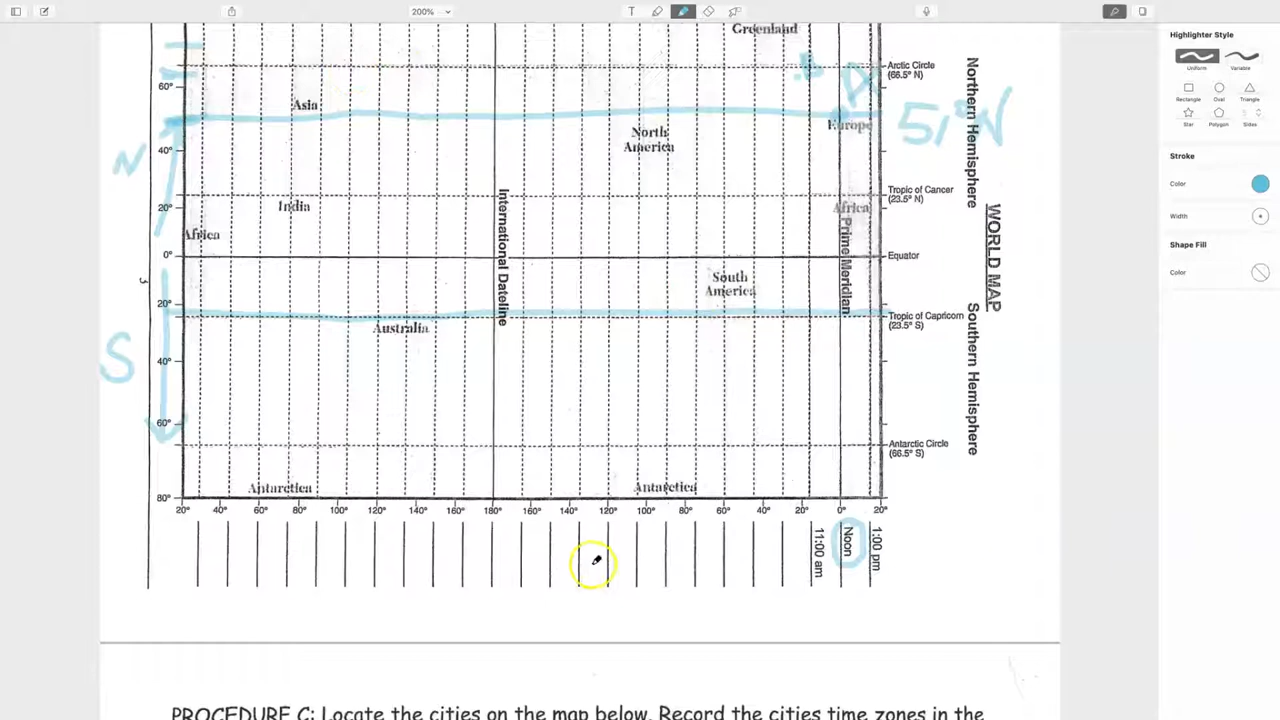 200%
T
Highlighter Style
Uniform
Variable
Rectangle
Oval
Triangle
Star
Polygon
5
Sides
Stroke
Color
Width
Shape Fill
Color
Greenland
Arctic Circle
(66.5° N)
60°
Asia
North
America
Europe
51°N
N
40°
Tropic of Cancer
(23.5° N)
20°
India
Africa
Africa
0°
Equator
International Dateline
Prime Meridian
Northern Hemisphere
WORLD MAP
Southern Hemisphere
South
America
20°
Tropic of Capricorn
(23.5° S)
Australia
S
40°
60°
Antarctic Circle
(66.5° S)
Antarctica
Antarctica
80°
20° 40° 60° 80° 100° 120° 140° 160° 180° 160° 140° 120° 100° 80° 60° 40° 20° 0° 20°
11:00 am
Noon
1:00 pm
PROCEDURE C: Locate the cities on the map below. Record the cities time zones in the